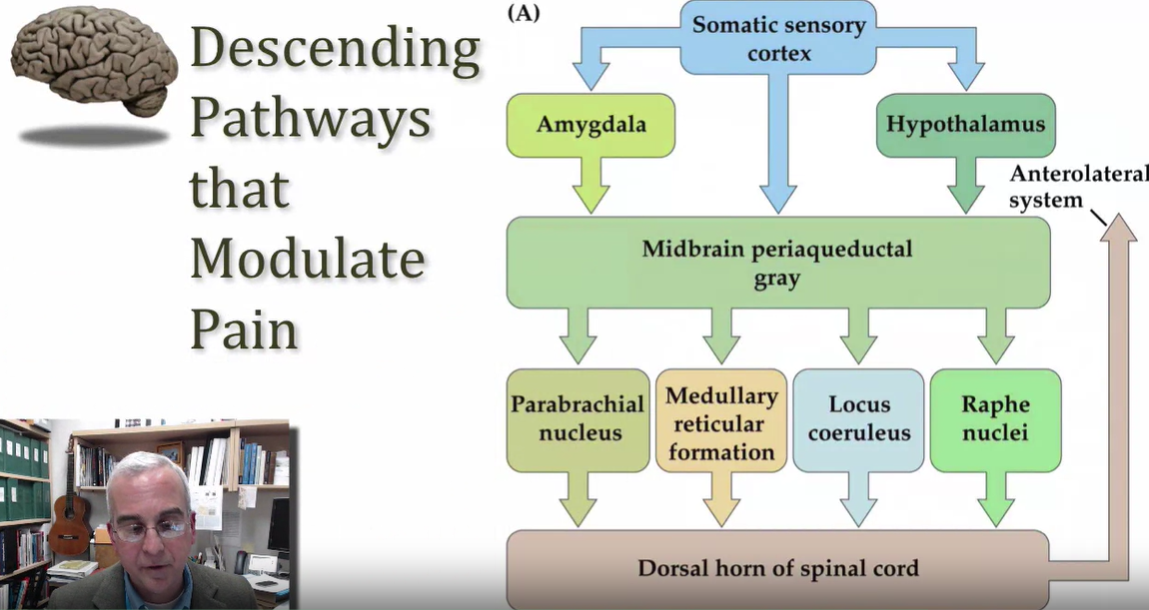 Descending
Pathways
that
Modulate
Pain
(A)
Somatic sensory
cortex
Amygdala
Hypothalamus
Anterolateral
system
Midbrain periaqueductal
gray
Parabrachial
nucleus
Medullary
reticular
formation
Locus
coeruleus
Raphe
nuclei
Dorsal horn of spinal cord